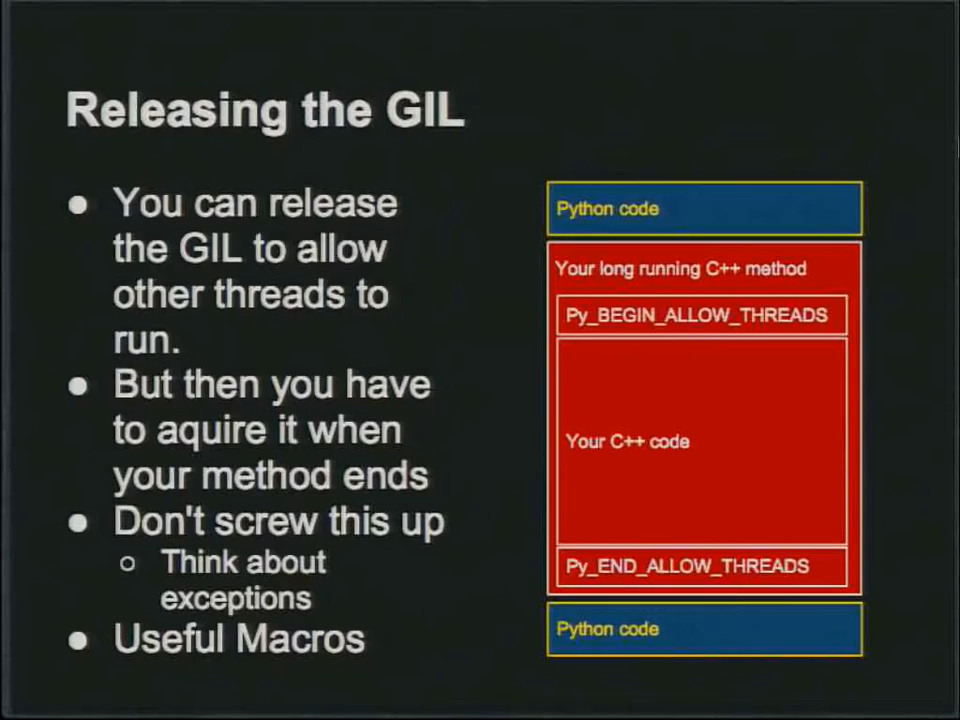 Releasing the GIL
● You can release
the GIL to allow
other threads to
run.
● But then you have
to aquire it when
your method ends
● Don't screw this up
○ Think about
exceptions
● Useful Macros
Python code
Your long running C++ method
Py_BEGIN_ALLOW_THREADS
Your C++ code
Py_END_ALLOW_THREADS
Python code